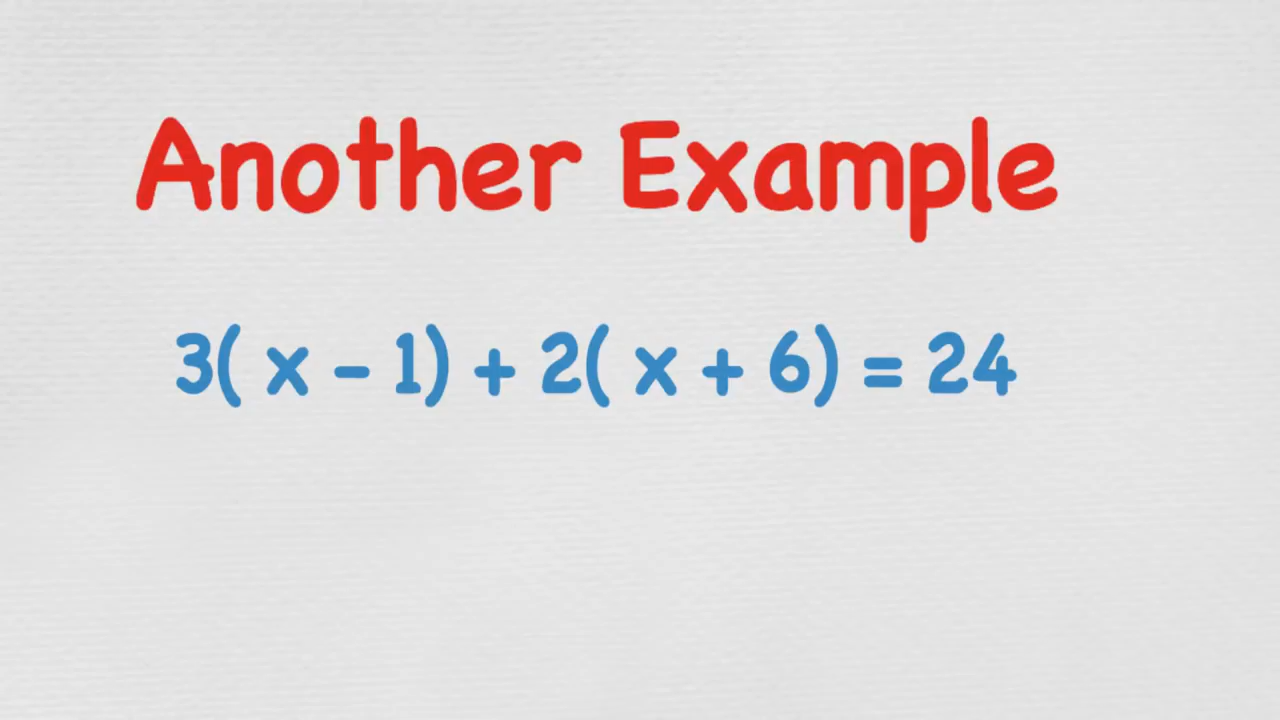 Another Example
3( x – 1) + 2( x + 6) = 24